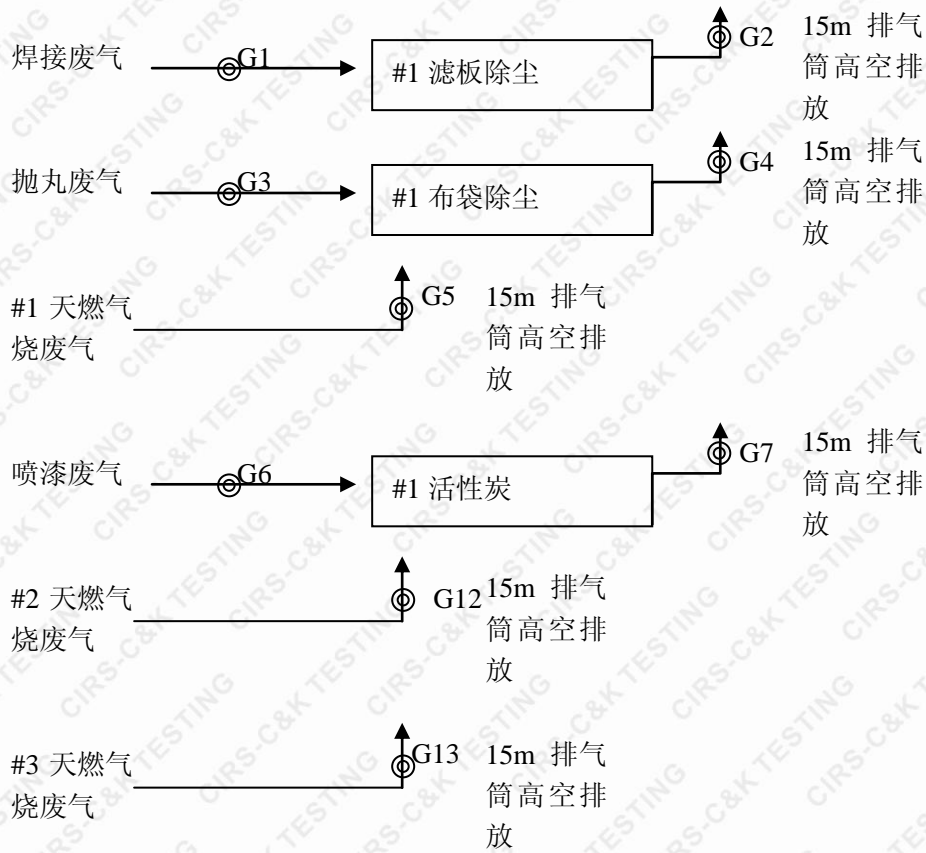 焊接废气
G1
#1 滤板除尘
G2
15m 排气
筒高空排
放
抛丸废气
G3
#1 布袋除尘
G4
15m 排气
筒高空排
放
#1 天燃气
烧废气
G5
15m 排气
筒高空排
放
喷漆废气
G6
#1 活性炭
G7
15m 排气
筒高空排
放
#2 天燃气
烧废气
G12
15m 排气
筒高空排
放
#3 天燃气
烧废气
G13
15m 排气
筒高空排
放
CIRS-C&K TESTING